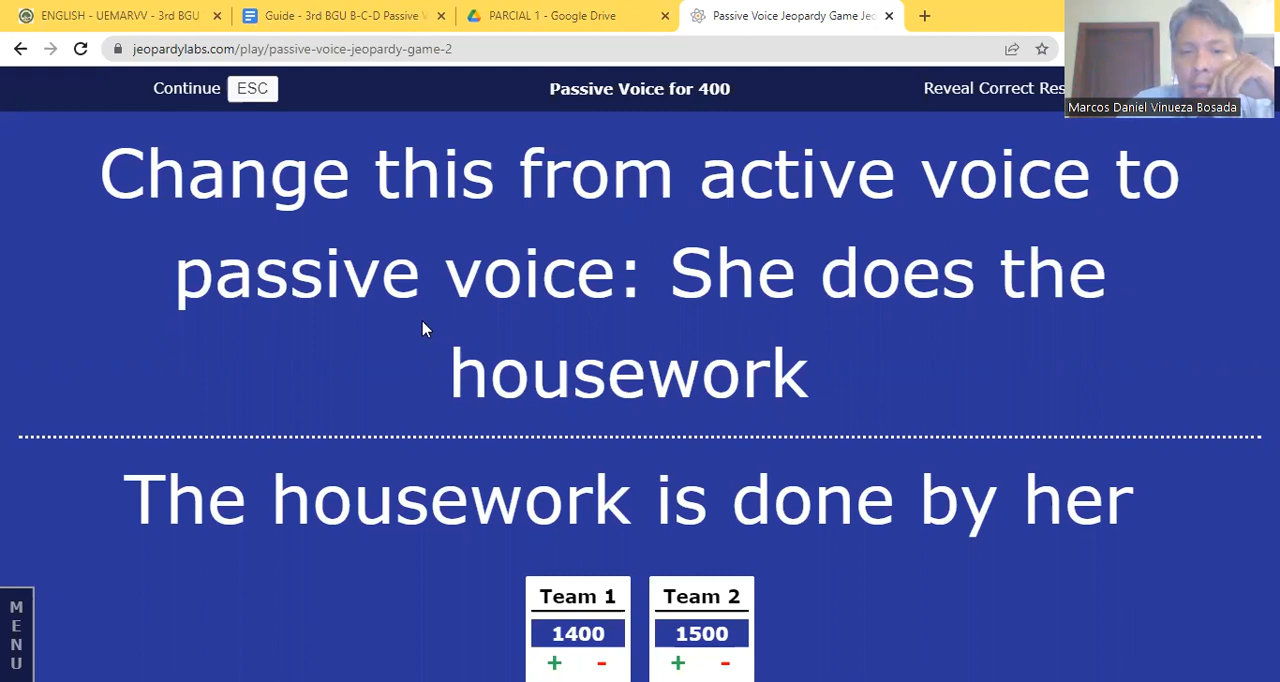 ENGLISH - UEMARVV - 3rd BGU
Guide - 3rd BGU B-C-D Passive V
PARCIAL 1 - Google Drive
Passive Voice Jeopardy Game Jeo
jeopardylabs.com/play/passive-voice-jeopardy-game-2
Continue ESC
Passive Voice for 400
Reveal Correct Res
Marcos Daniel Vinueza Bosada
Change this from active voice to
passive voice: She does the
housework
The housework is done by her
MENU
Team 1 Team 2
1400 1500
+ - + -